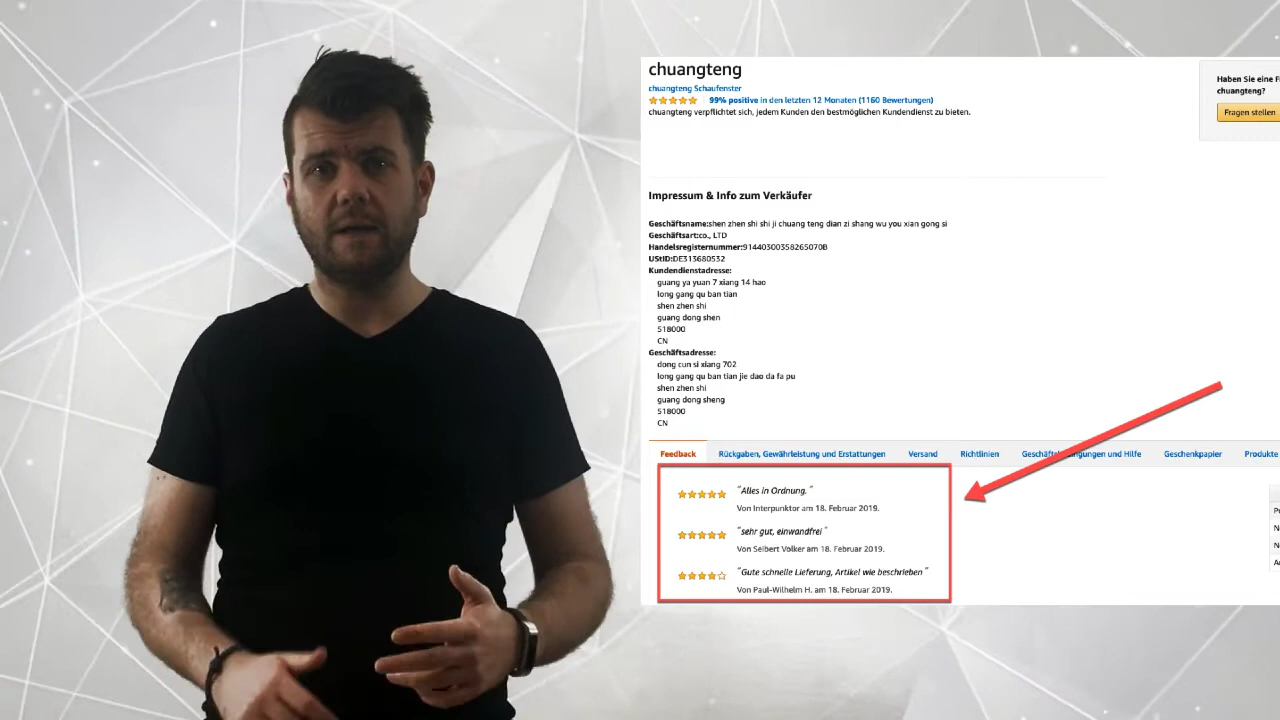 chuangteng
chuangteng Schaufenster
99% positive in den letzten 12 Monaten (1160 Bewertungen)
chuangteng verpflichtet sich, jedem Kunden den bestmöglichen Kundendienst zu bieten.
Haben Sie eine F
chuangteng?
Fragen stellen
Impressum & Info zum Verkäufer
Geschäftsname:shen zhen shi shi ji chuang teng dian zi shang wu you xian gong si
Geschäftsart:co., LTD
Handelsregisternummer:91440300358265070B
UStID:DE313680532
Kundendienstadresse:
guang ya yuan 7 xiang 14 hao
long gang qu ban tian
shen zhen shi
guang dong shen
518000
CN
Geschäftsadresse:
dong cun si xiang 702
long gang qu ban tian jie dao da fa pu
shen zhen shi
guang dong sheng
518000
CN
Feedback Rückgaben, Gewährleistung und Erstattungen Versand Richtlinien Geschäftsbedingungen und Hilfe Geschenkpapier Produkte
"Alles in Ordnung. "
Von Interpunktor am 18. Februar 2019.
"sehr gut, einwandfrei "
Von Seibert Volker am 18. Februar 2019.
"Gute schnelle Lieferung, Artikel wie beschrieben "
Von Paul-Wilhelm H. am 18. Februar 2019.